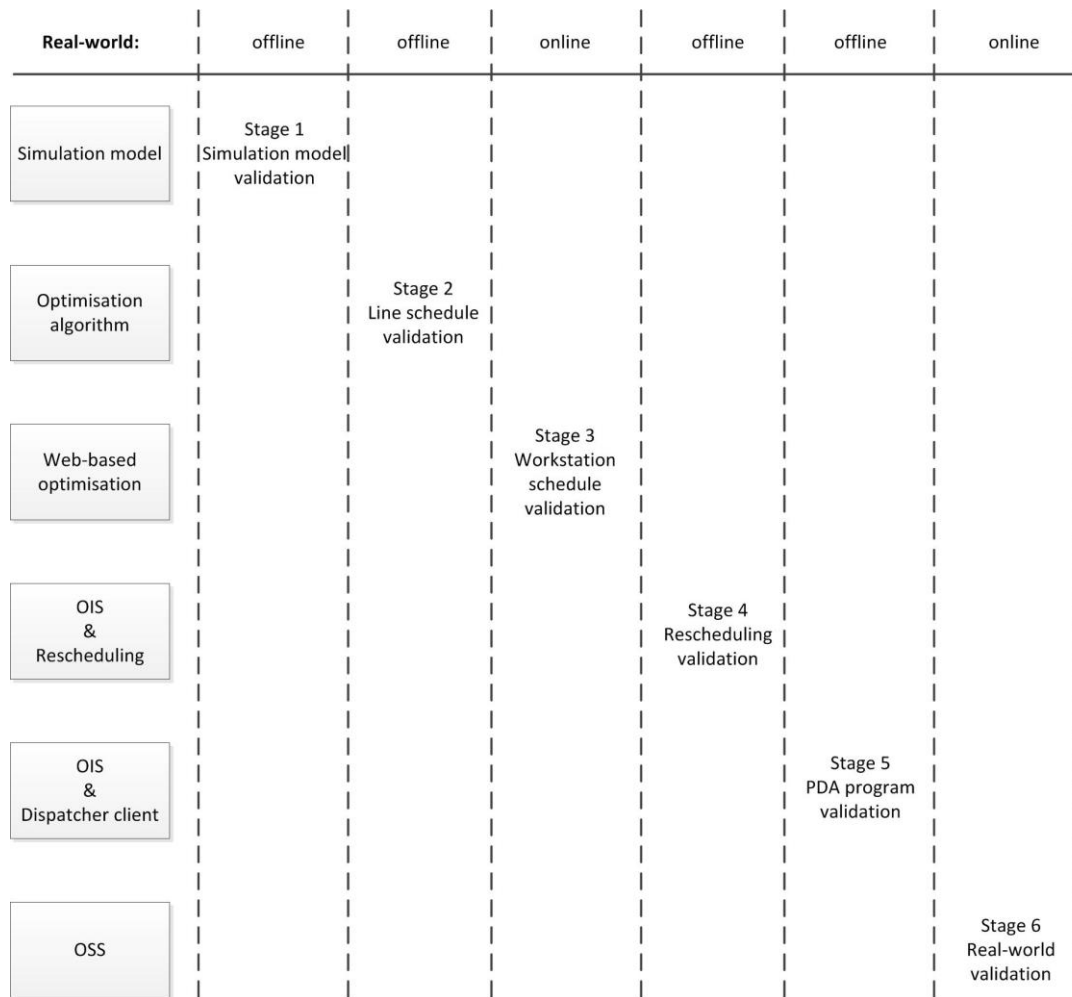 Real-world: offline offline online offline offline online
Simulation model
Stage 1
Simulation model
validation
Optimisation
algorithm
Stage 2
Line schedule
validation
Web-based
optimisation
Stage 3
Workstation
schedule
validation
OIS
&
Rescheduling
Stage 4
Rescheduling
validation
OIS
&
Dispatcher client
Stage 5
PDA program
validation
OSS
Stage 6
Real-world
validation